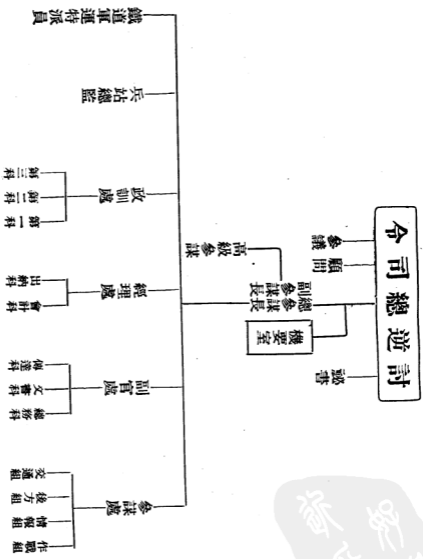 討逆總司令
參議
顧問
祕書
機要室
總參謀長
副參謀長
高級參謀
參謀處
作戰組
情報組
後方組
交通組
副官處
總務科
文書科
傳達科
經理處
會計科
出納科
政訓處
第一科
第二科
第三科
兵站總監
鐵道軍運特派員